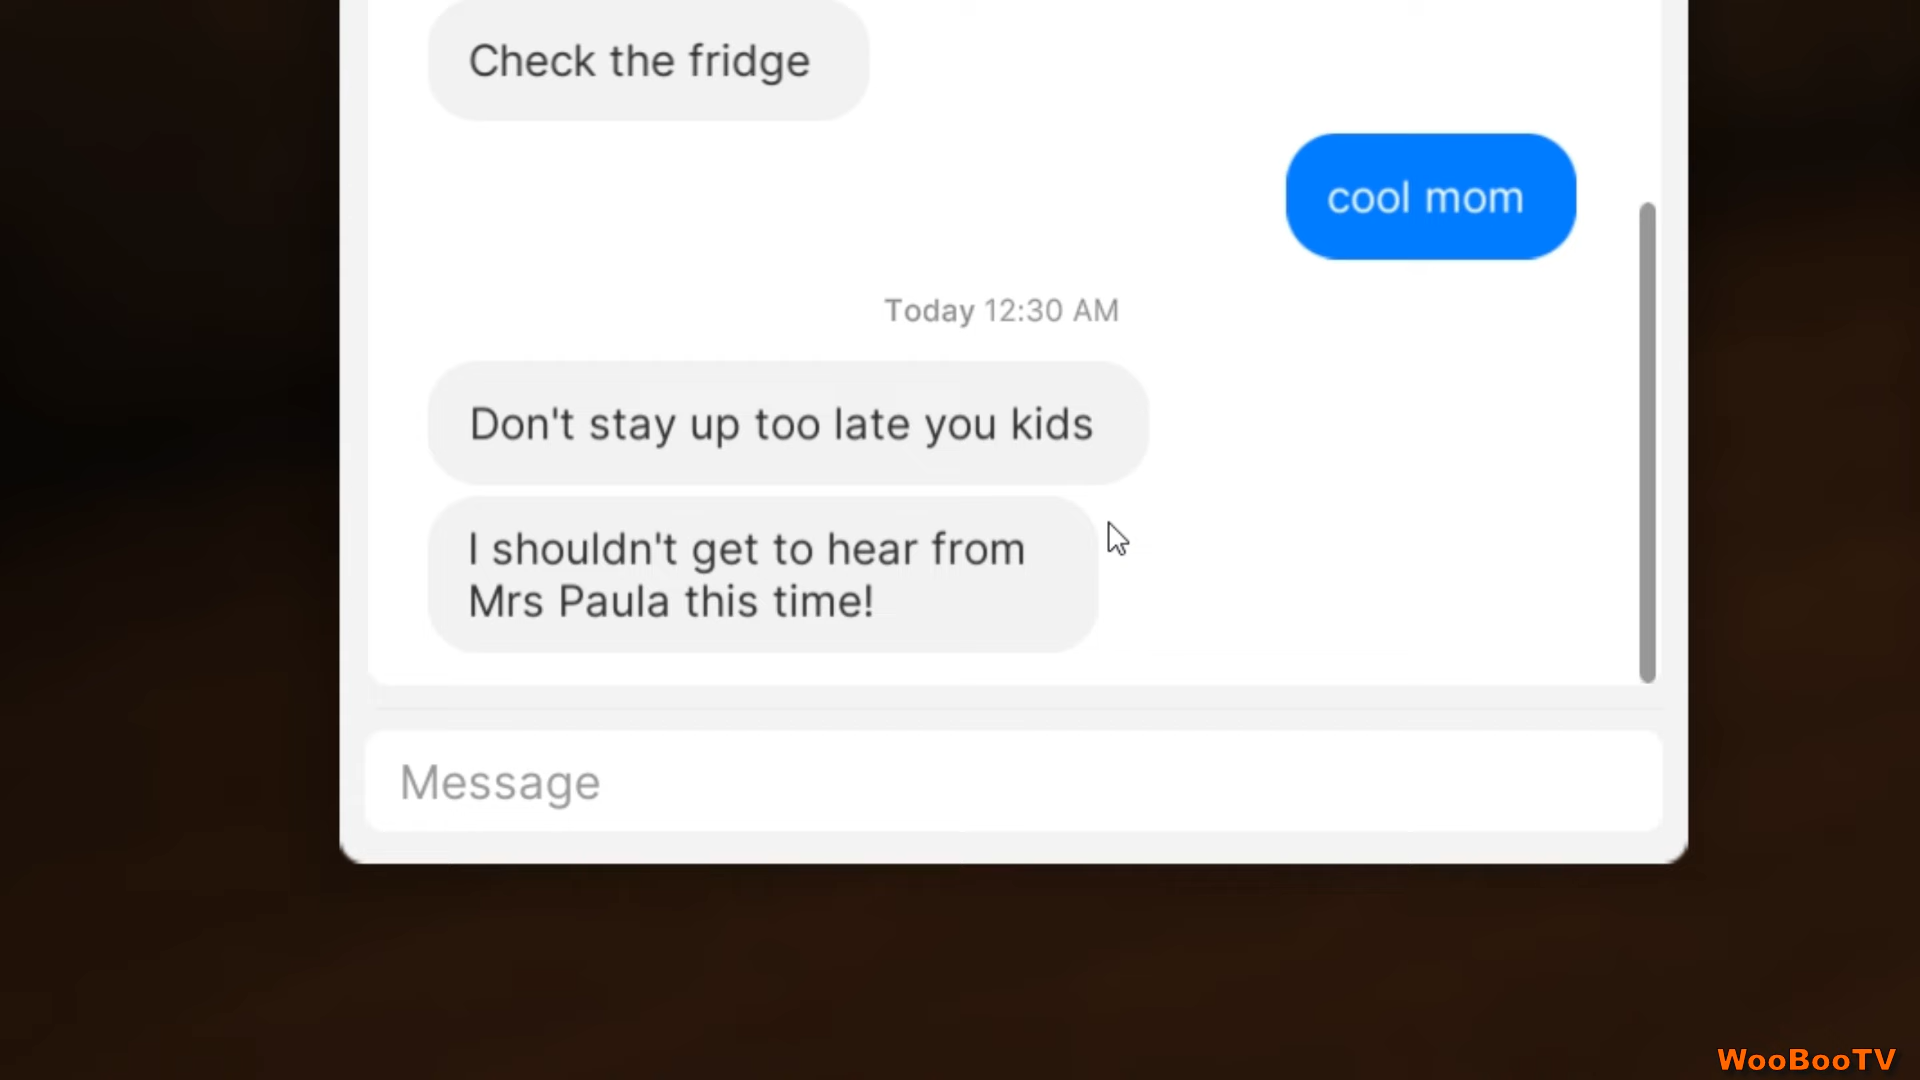 Check the fridge
cool mom
Today 12:30 AM
Don't stay up too late you kids
I shouldn't get to hear from
Mrs Paula this time!
Message
WooBooTV